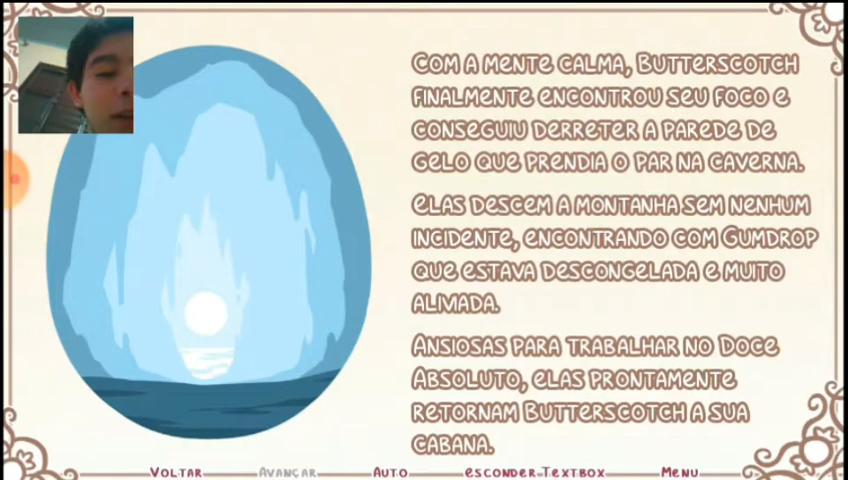 Com a mente calma, Butterscotch
finalmente encontrou seu foco e
conseguiu derreter a parede de
gelo que prendia o par na caverna.
Elas descem a montanha sem nenhum
incidente, encontrando com Gumdrop
que estava descongelada e muito
aliviada.
Ansiosas para trabalhar no Doce
Absoluto, elas prontamente
retornam Butterscotch a sua
cabana.
Voltar Avançar Auto esconder Textbox Menu